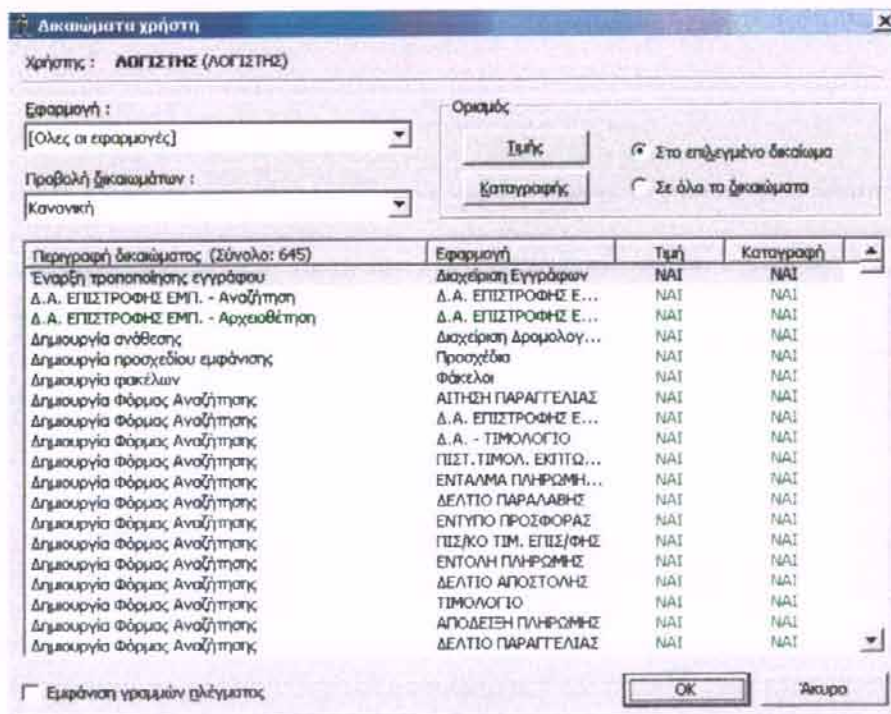 Δικαιώματα χρήστη
Χρήστης : ΛΟΓΙΣΤΗΣ (ΛΟΓΙΣΤΗΣ)
Εφαρμογή :
[Όλες οι εφαρμογές]
Προβολή δικαιωμάτων :
Κανονική
Ορισμός
Τιμής
Καταγραφής
Στο επιλεγμένο δικαίωμα
Σε όλα τα δικαιώματα
Περιγραφή δικαιώματος (Σύνολο: 645) Εφαρμογή Τιμή Καταγραφή
Έναρξη τροποποίησης εγγράφου Διαχείριση Εγγράφων ΝΑΙ ΝΑΙ
Δ.Α. ΕΠΙΣΤΡΟΦΗΣ ΕΜΠ. - Αναζήτηση Δ.Α. ΕΠΙΣΤΡΟΦΗΣ Ε... ΝΑΙ ΝΑΙ
Δ.Α. ΕΠΙΣΤΡΟΦΗΣ ΕΜΠ. - Αρχειοθέτηση Δ.Α. ΕΠΙΣΤΡΟΦΗΣ Ε... ΝΑΙ ΝΑΙ
Δημιουργία ανάθεσης Διαχείριση Δρομολογ... ΝΑΙ ΝΑΙ
Δημιουργία προσχεδίου εμφάνισης Προσχέδια ΝΑΙ ΝΑΙ
Δημιουργία φακέλων Φάκελοι ΝΑΙ ΝΑΙ
Δημιουργία Φόρμας Αναζήτησης ΑΙΤΗΣΗ ΠΑΡΑΓΓΕΛΙΑΣ ΝΑΙ ΝΑΙ
Δημιουργία Φόρμας Αναζήτησης Δ.Α. ΕΠΙΣΤΡΟΦΗΣ Ε... ΝΑΙ ΝΑΙ
Δημιουργία Φόρμας Αναζήτησης Δ.Α. - ΤΙΜΟΛΟΓΙΟ ΝΑΙ ΝΑΙ
Δημιουργία Φόρμας Αναζήτησης ΠΙΣΤ.ΤΙΜΟΛ. ΕΚΠΤΩ... ΝΑΙ ΝΑΙ
Δημιουργία Φόρμας Αναζήτησης ΕΝΤΑΛΜΑ ΠΛΗΡΩΜΗ... ΝΑΙ ΝΑΙ
Δημιουργία Φόρμας Αναζήτησης ΔΕΛΤΙΟ ΠΑΡΑΛΑΒΗΣ ΝΑΙ ΝΑΙ
Δημιουργία Φόρμας Αναζήτησης ΕΝΤΥΠΟ ΠΡΟΣΦΟΡΑΣ ΝΑΙ ΝΑΙ
Δημιουργία Φόρμας Αναζήτησης ΠΙΣ/ΚΟ ΤΙΜ. ΕΠΙΣ/ΦΗΣ ΝΑΙ ΝΑΙ
Δημιουργία Φόρμας Αναζήτησης ΕΝΤΟΛΗ ΠΛΗΡΩΜΗΣ ΝΑΙ ΝΑΙ
Δημιουργία Φόρμας Αναζήτησης ΔΕΛΤΙΟ ΑΠΟΣΤΟΛΗΣ ΝΑΙ ΝΑΙ
Δημιουργία Φόρμας Αναζήτησης ΤΙΜΟΛΟΓΙΟ ΝΑΙ ΝΑΙ
Δημιουργία Φόρμας Αναζήτησης ΑΠΟΔΕΙΞΗ ΠΛΗΡΩΜΗΣ ΝΑΙ ΝΑΙ
Δημιουργία Φόρμας Αναζήτησης ΔΕΛΤΙΟ ΠΑΡΑΓΓΕΛΙΑΣ ΝΑΙ ΝΑΙ
Εμφάνιση γραμμών πλέγματος
OK
Άκυρο